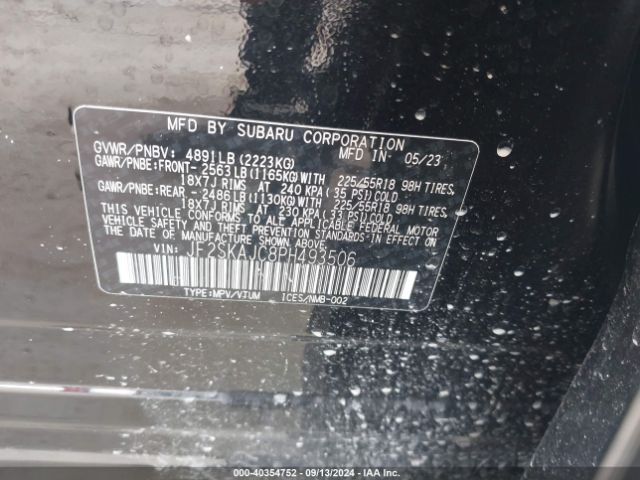 MFD BY SUBARU CORPORATION
GVWR/PNBV: 4891LB (2223KG) MFD IN- 05/23
GAWR/PNBE:FRONT- 2563LB (1165KG)WITH 225/55R18 98H TIRES,
18X7J RIMS AT 240 KPA (35 PSI)COLD
GAWR/PNBE:REAR - 2486LB (1130KG)WITH 225/55R18 98H TIRES,
18X7J RIMS AT 230 KPA (33 PSI)COLD
THIS VEHICLE CONFORMS TO ALL APPLICABLE FEDERAL MOTOR
VEHICLE SAFETY AND THEFT PREVENTION STANDARDS IN EFFECT ON
THE DATE OF MANUFACTURE SHOWN ABOVE.
VIN: JF2SKAJC8PH493506
TYPE:MPV/VTUM ICES/NMB-002
000-40354752 - 09/13/2024 - IAA Inc.